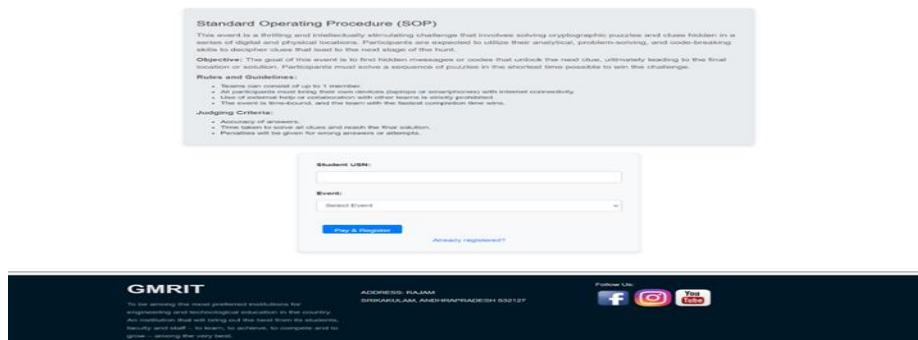 Standard Operating Procedure (SOP)
This event is a thrilling and intellectually stimulating challenge that involves solving cryptographic puzzles and clues hidden in a
series of digital and physical locations. Participants are expected to utilize their analytical, problem-solving, and code-breaking
skills to decipher clues that lead to the next stage of the hunt.
Objective: The goal of this event is to find hidden messages or codes that unlock the next clue, ultimately leading to the final
location or solution. Participants must solve a sequence of puzzles in the shortest time possible to win the challenge.
Rules and Guidelines:
Teams can consist of up to 1 member.
All participants must bring their own devices (laptops or smartphones) with internet connectivity.
Use of external help or collaboration with other teams is strictly prohibited.
The event is time-bound, and the team with the fastest completion time wins.
Judging Criteria:
Accuracy of answers.
Time taken to solve all clues and reach the final solution.
Penalties will be given for wrong answers or attempts.
Student USN:
Event:
Select Event
Pay & Register
Already registered?
GMRIT
To be among the most preferred institutions for
engineering and technological education in the country.
An institution that will bring out the best from its students,
faculty and staff – to learn, to achieve, to compete and to
grow – among the very best.
ADDRESS: RAJAM
SRIKAKULAM, ANDHRAPRADESH 532127
Follow Us:
You
Tube